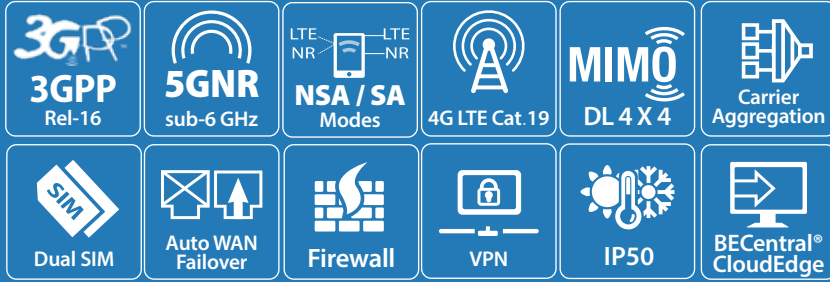 3GPP
3GPP
Rel-16
5GNR
sub-6 GHz
LTE
LTE
NR
NR
NSA / SA
Modes
4G LTE Cat.19
MIMO
DL 4 X 4
Carrier
Aggregation
SIM
Dual SIM
Auto WAN
Failover
Firewall
VPN
IP50
BECentral®
CloudEdge